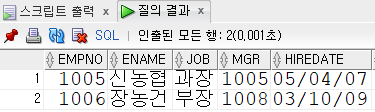 스크립트 출력 × 질의 결과 ×
SQL | 인출된 모든 행: 2(0,001초)
EMPNO ENAME JOB MGR HIREDATE
1 1005 신농협 과장 1005 05/04/07
2 1006 장농건 부장 1008 03/10/09